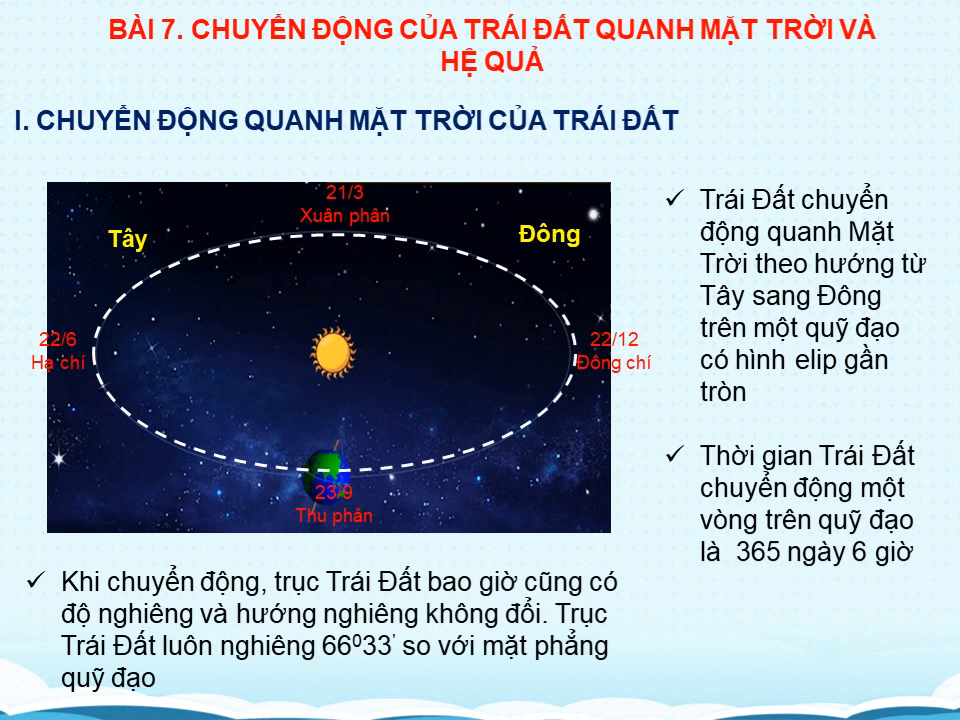 BÀI 7. CHUYỂN ĐỘNG CỦA TRÁI ĐẤT QUANH MẶT TRỜI VÀ
HỆ QUẢ
I. CHUYỂN ĐỘNG QUANH MẶT TRỜI CỦA TRÁI ĐẤT
21/3
Xuân phân
Tây
Đông
22/6
Hạ chí
22/12
Đông chí
23/9
Thu phân
✓ Trái Đất chuyển
động quanh Mặt
Trời theo hướng từ
Tây sang Đông
trên một quỹ đạo
có hình elip gần
tròn
✓ Thời gian Trái Đất
chuyển động một
vòng trên quỹ đạo
là 365 ngày 6 giờ
✓ Khi chuyển động, trục Trái Đất bao giờ cũng có
độ nghiêng và hướng nghiêng không đổi. Trục
Trái Đất luôn nghiêng 66⁰33’ so với mặt phẳng
quỹ đạo